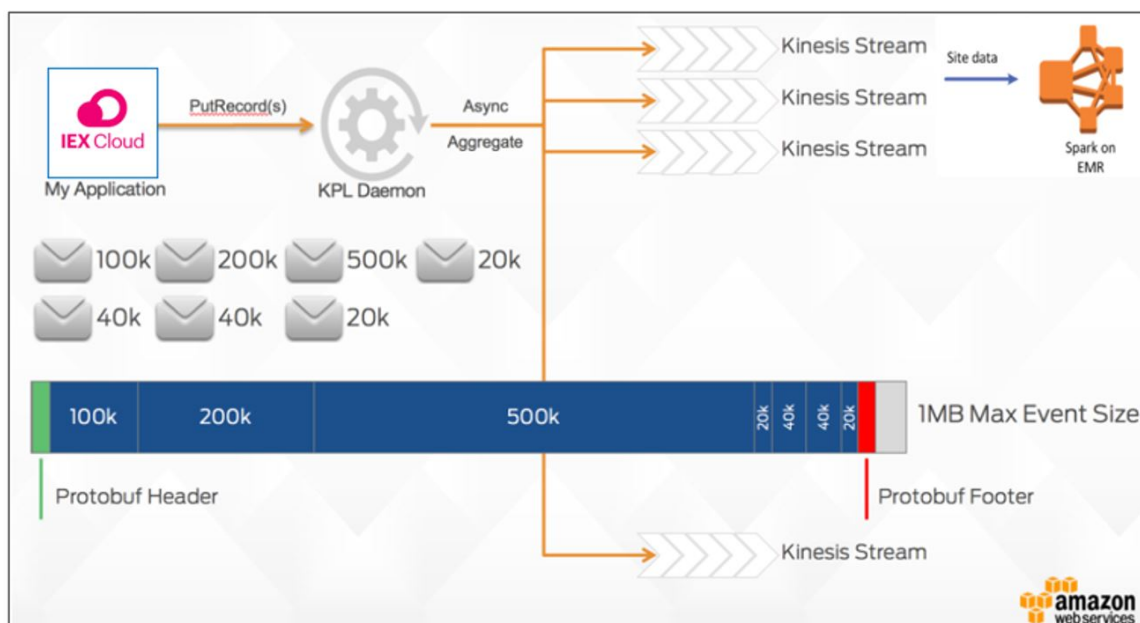 Kinesis Stream
Kinesis Stream
Kinesis Stream
Site data
Spark on
EMR
PutRecord(s)
Async
Aggregate
IEX Cloud
My Application
KPL Daemon
100k
200k
500k
20k
40k
40k
20k
100k
200k
500k
20k
40k
40k
20k
1MB Max Event Size
Protobuf Header
Protobuf Footer
Kinesis Stream
amazon
webservices